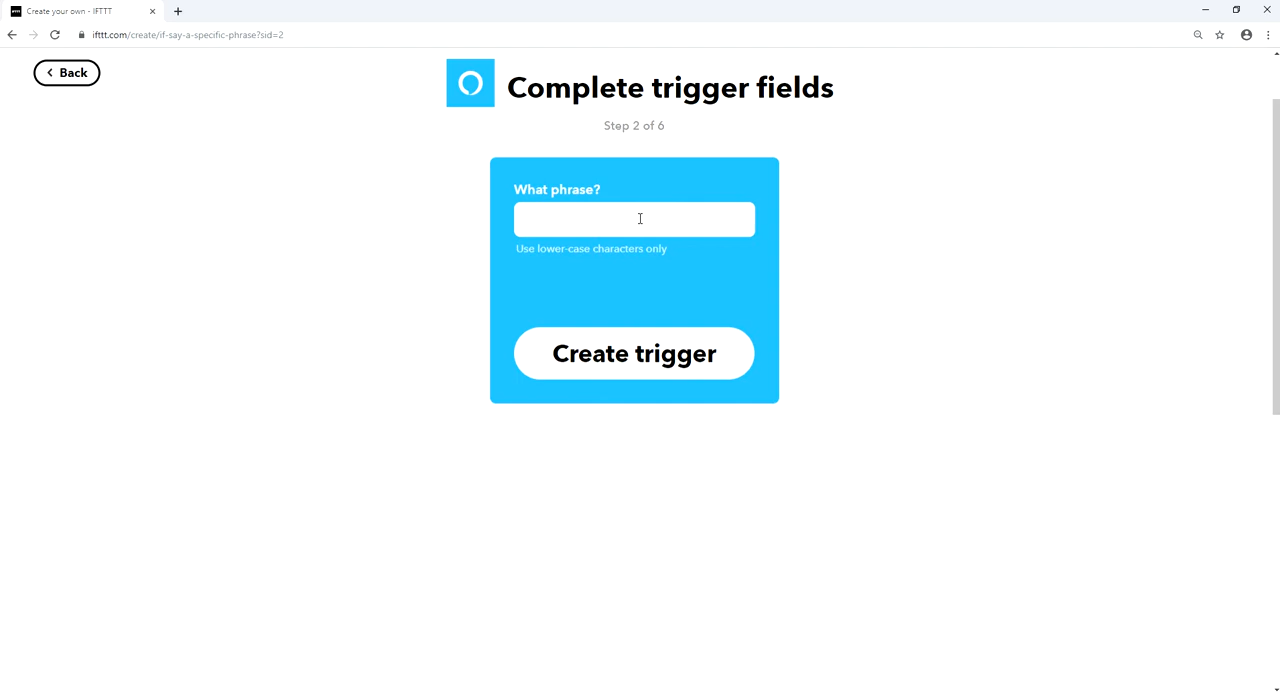 Create your own - IFTTT
ifttt.com/create/if-say-a-specific-phrase?sid=2
Back
Complete trigger fields
Step 2 of 6
What phrase?
Use lower-case characters only
Create trigger